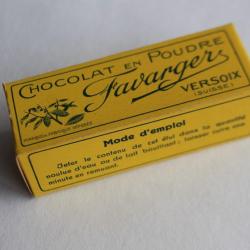 CHOCOLAT EN POUDRE
Favarger
VERSOIX
(SUISSE)
Mode d'emploi
Jeter le contenu de cet étui dans la quantité
voulue d'eau ou de lait bouillant; laisser cuire une
minute en remuant.